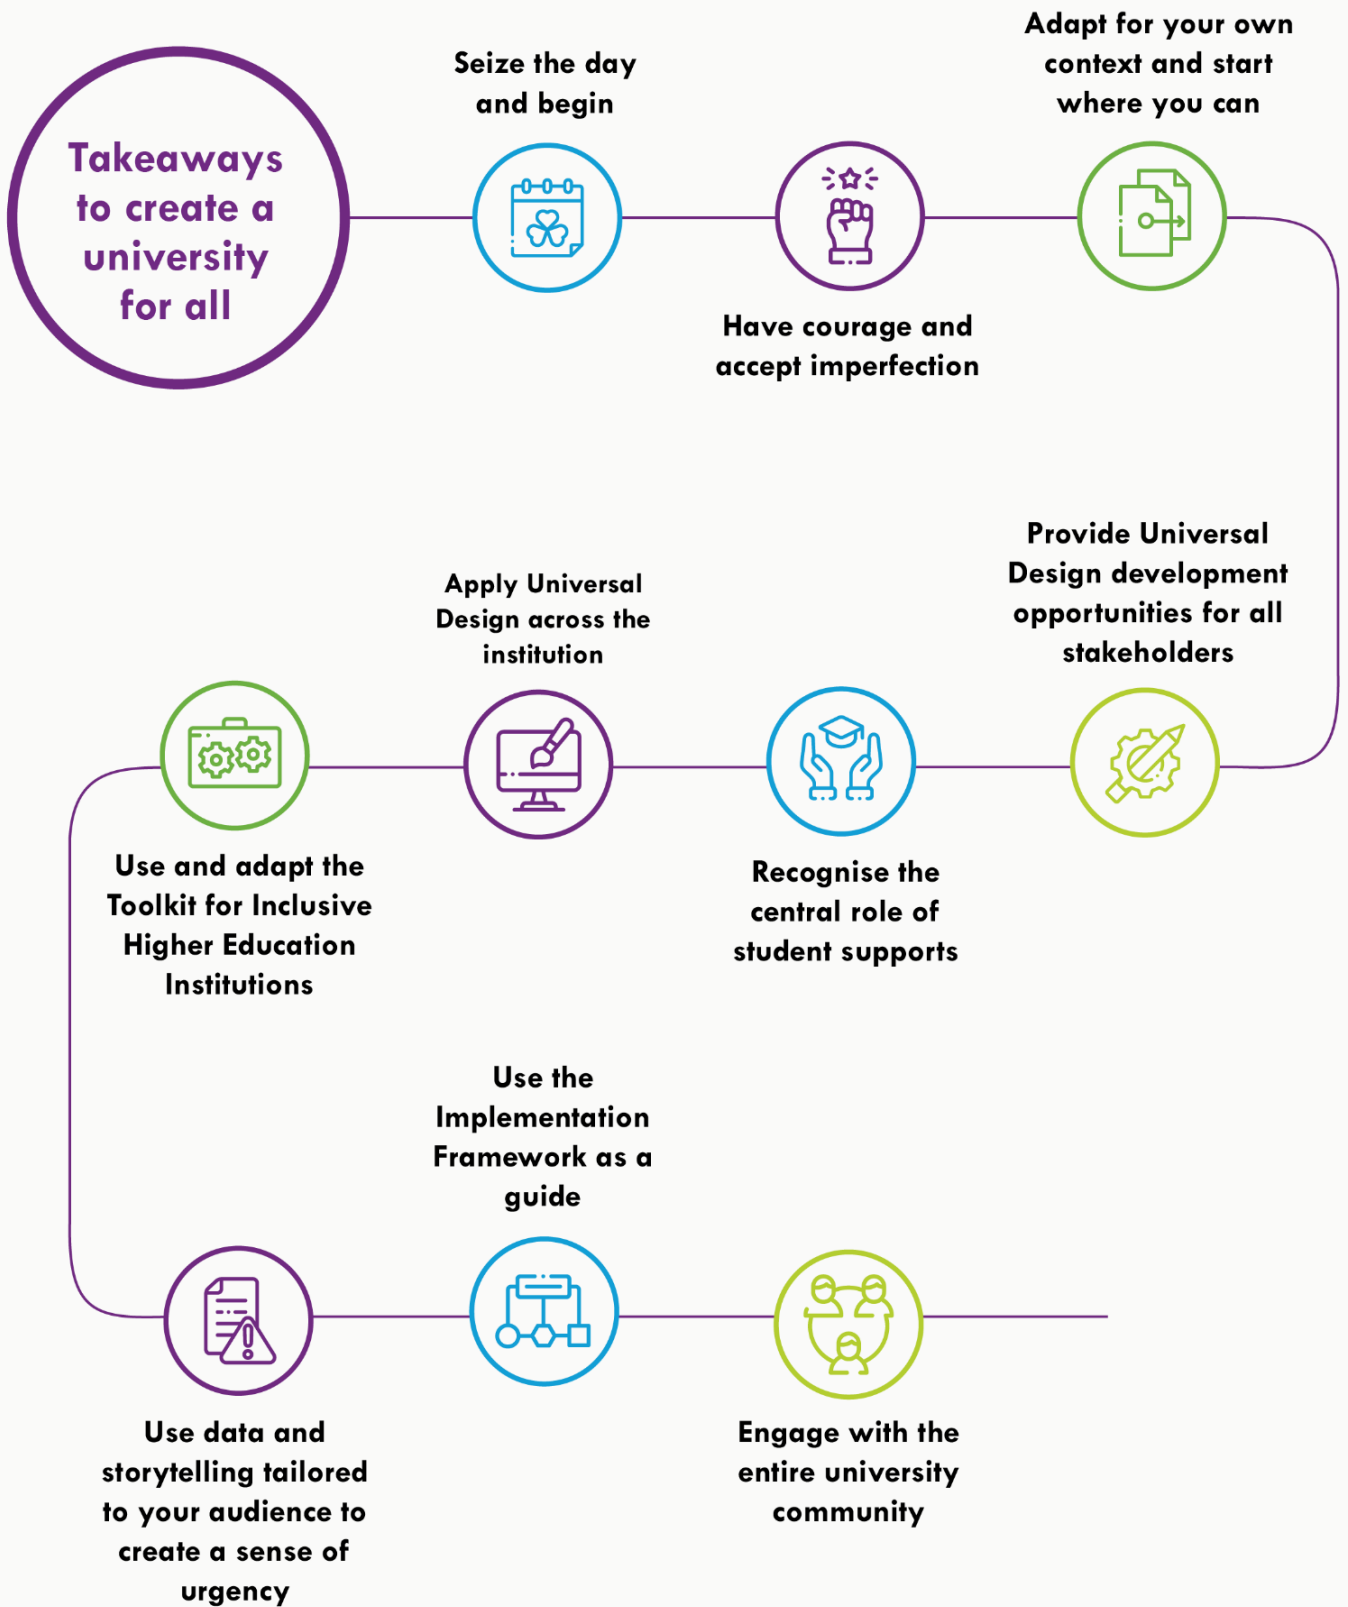 Takeaways
to create a
university
for all
Seize the day
and begin
Have courage and
accept imperfection
Adapt for your own
context and start
where you can
Provide Universal
Design development
opportunities for all
stakeholders
Recognise the
central role of
student supports
Apply Universal
Design across the
institution
Use and adapt the
Toolkit for Inclusive
Higher Education
Institutions
Use data and
storytelling tailored
to your audience to
create a sense of
urgency
Use the
Implementation
Framework as a
guide
Engage with the
entire university
community